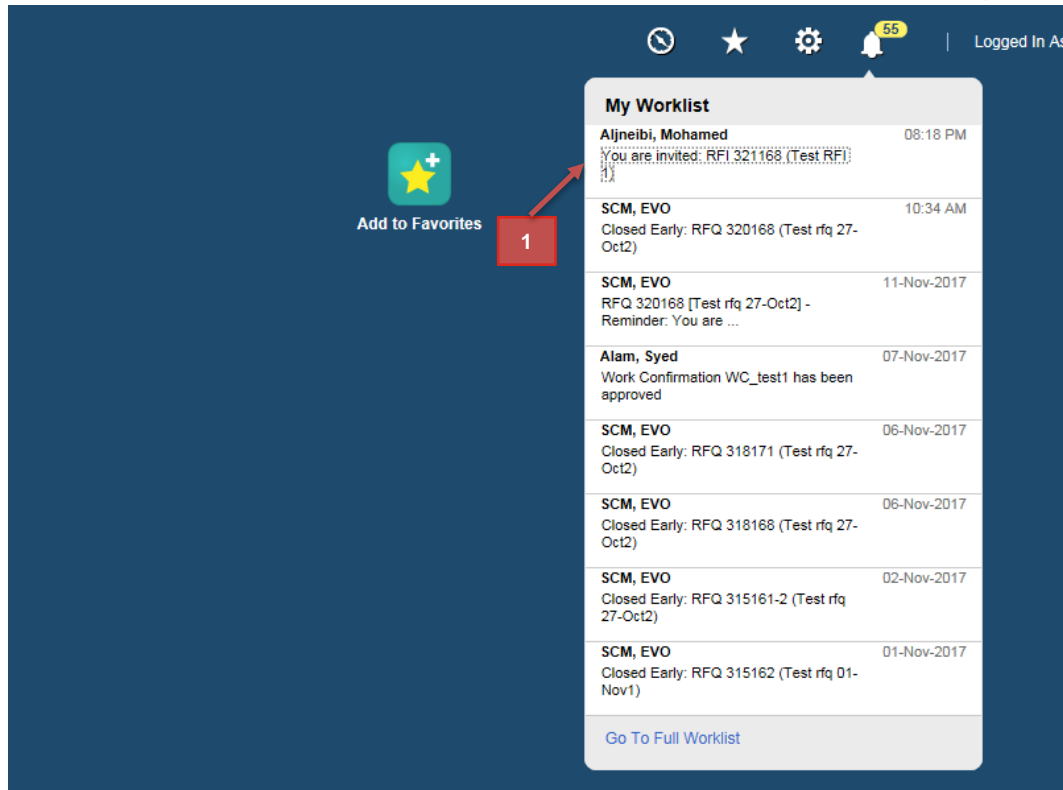 55
Logged In As
My Worklist
Aljneibi, Mohamed 08:18 PM
You are invited: RFI 321168 (Test RFI
1)
Add to Favorites
1
SCM, EVO 10:34 AM
Closed Early: RFQ 320168 (Test rfq 27-
Oct2)
SCM, EVO 11-Nov-2017
RFQ 320168 [Test rfq 27-Oct2] -
Reminder: You are ...
Alam, Syed 07-Nov-2017
Work Confirmation WC_test1 has been
approved
SCM, EVO 06-Nov-2017
Closed Early: RFQ 318171 (Test rfq 27-
Oct2)
SCM, EVO 06-Nov-2017
Closed Early: RFQ 318168 (Test rfq 27-
Oct2)
SCM, EVO 02-Nov-2017
Closed Early: RFQ 315161-2 (Test rfq
27-Oct2)
SCM, EVO 01-Nov-2017
Closed Early: RFQ 315162 (Test rfq 01-
Nov1)
Go To Full Worklist